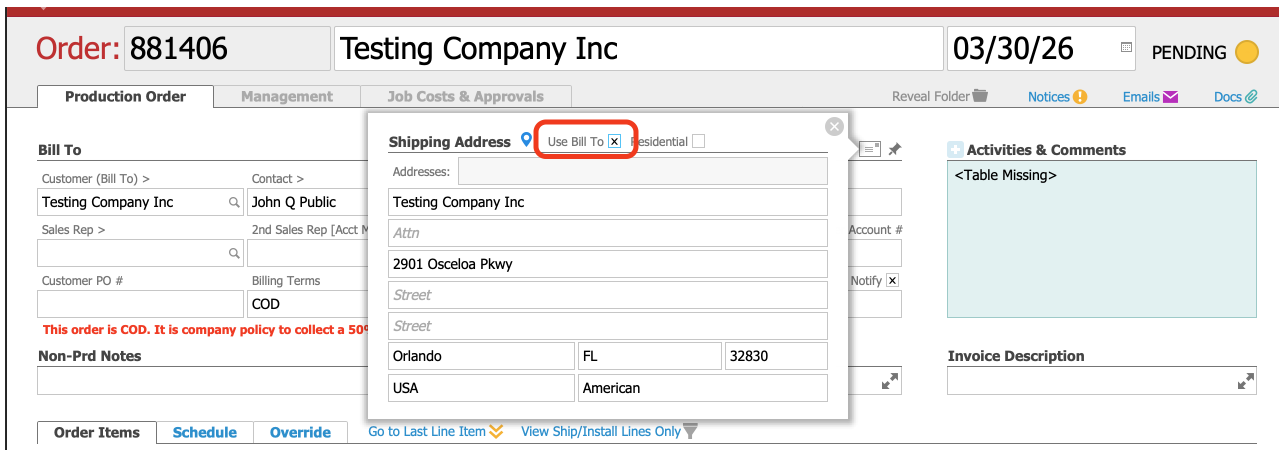 Order: 881406 Testing Company Inc 03/30/26 PENDING
Production Order Management Job Costs & Approvals Reveal Folder Notices Emails Docs
Shipping Address Use Bill To x Residential
Bill To
Activities & Comments
Addresses:
<Table Missing>
Customer (Bill To) > Contact >
Testing Company Inc John Q Public
Testing Company Inc
Sales Rep > 2nd Sales Rep [Acct M
Attn
Account #
2901 Osceloa Pkwy
Customer PO # Billing Terms
Street
Notify x
COD
Street
This order is COD. It is company policy to collect a 50%
Non-Prd Notes
Orlando FL 32830
Invoice Description
USA American
Order Items Schedule Override Go to Last Line Item View Ship/Install Lines Only